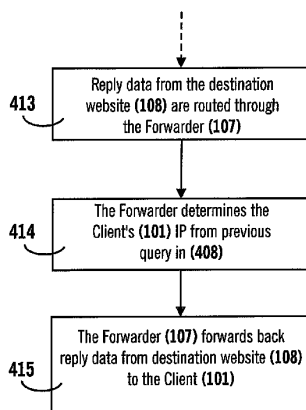 413
Reply data from the destination
website (108) are routed through
the Forwarder (107)
414
The Forwarder determines the
Client's (101) IP from previous
query in (408)
415
The Forwarder (107) forwards back
reply data from destination website (108)
to the Client (101)